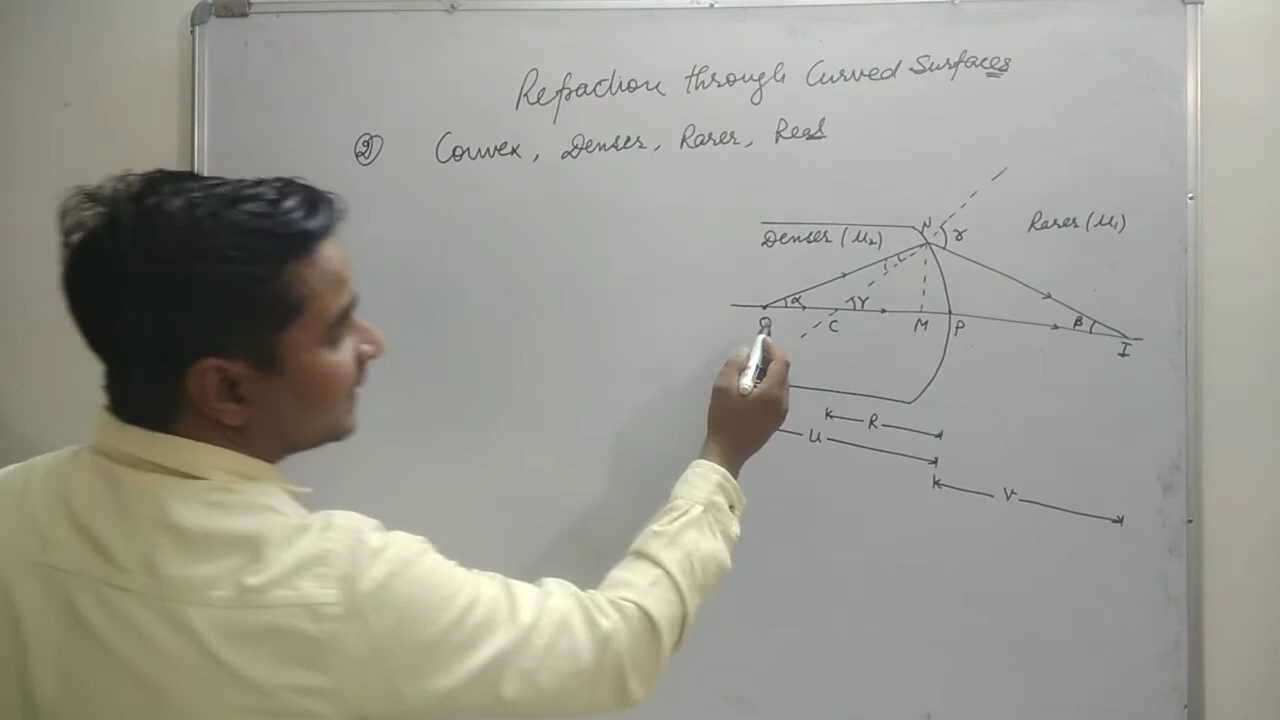 Refraction through Curved Surfaces
② Convex, Denser, Rarer, Real
N
Denser (μ₂) r Rarer (μ₁)
i
α γ
O C M P β I
R
u
v